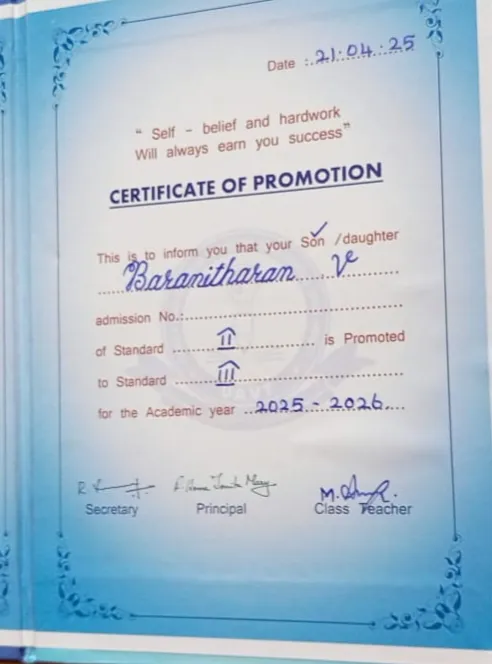 Date : 21.04.25
" Self - belief and hardwork
Will always earn you success"
CERTIFICATE OF PROMOTION
This is to inform you that your Son /daughter
Baranitharan Ve
admission No.:
of Standard II is Promoted
to Standard III
for the Academic year 2025 - 2026
Secretary Principal Class Teacher